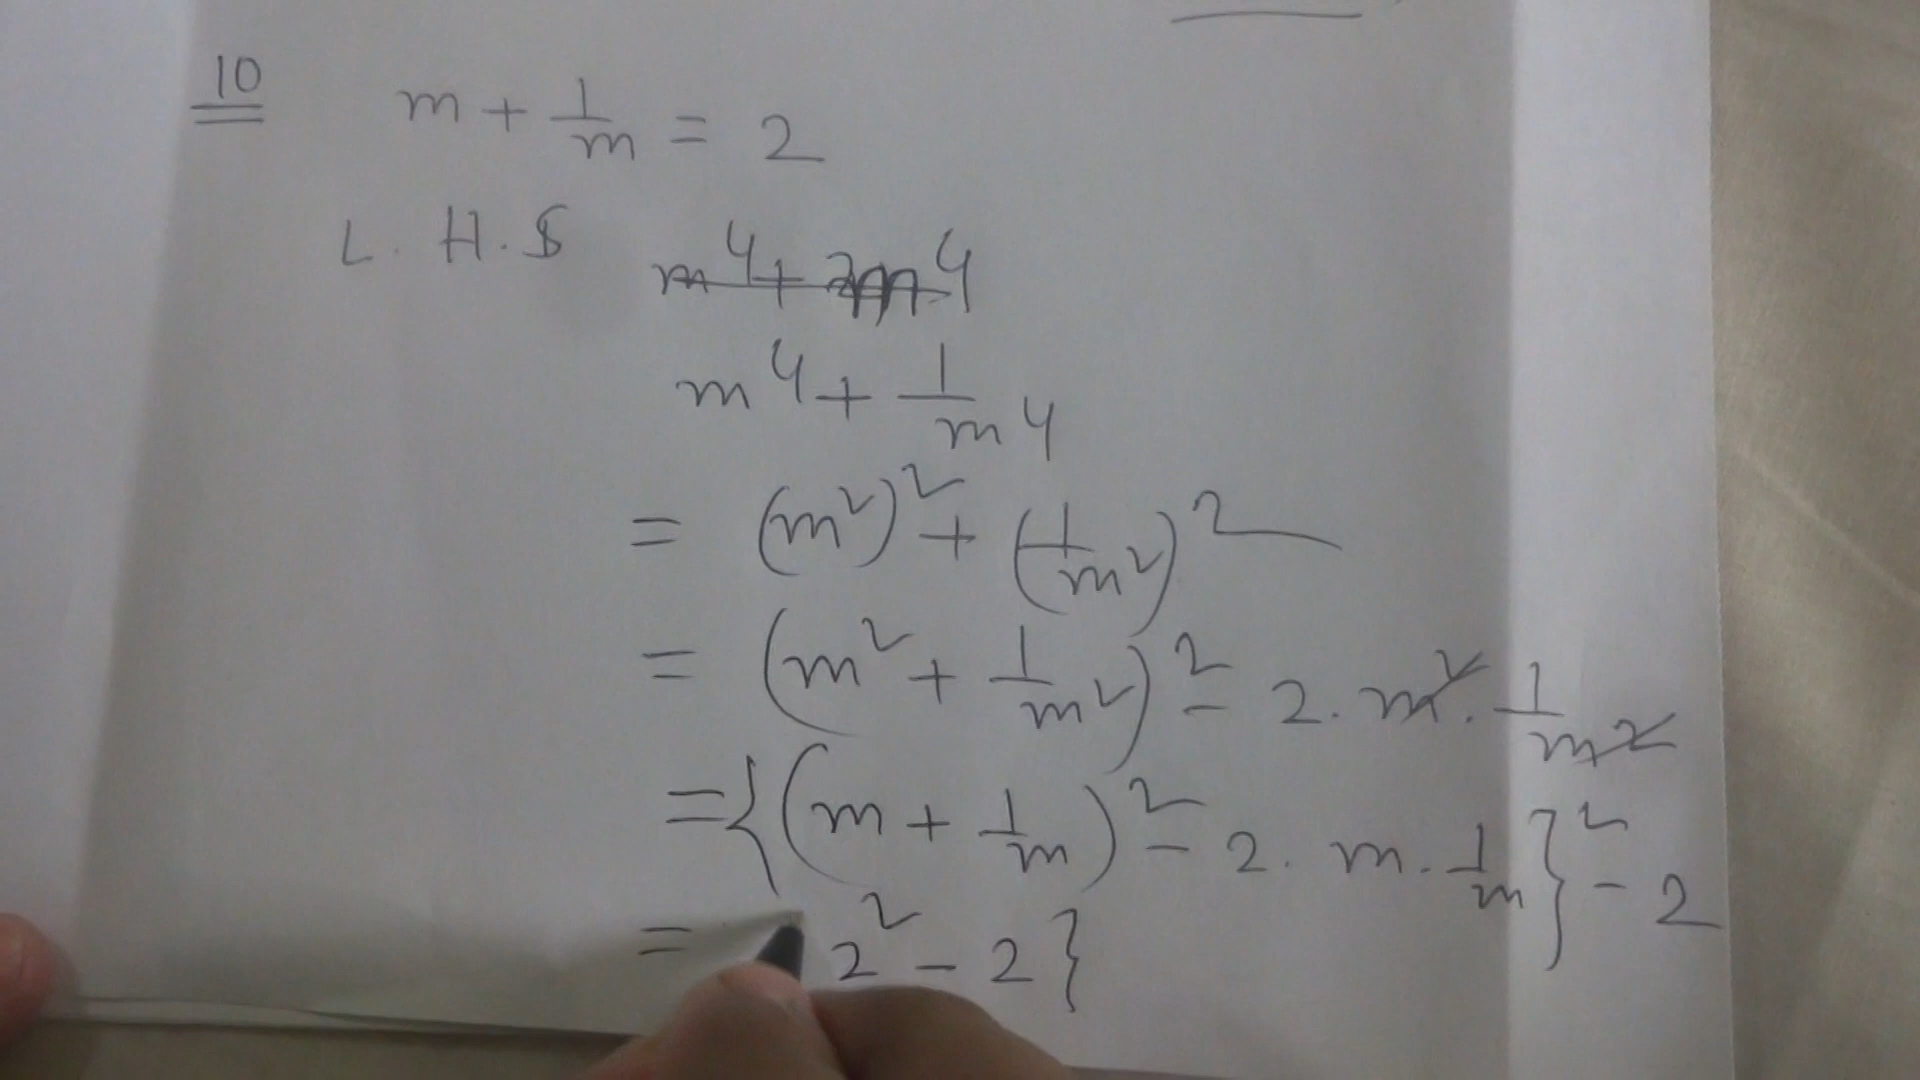 10 m + 1/m = 2
L.H.S
m⁴ + 1/m⁴
= (m²)² + (1/m²)²
= (m² + 1/m²)² - 2. m² . 1/m²
= {(m + 1/m)² - 2. m . 1/m}² - 2
= 2² - 2}